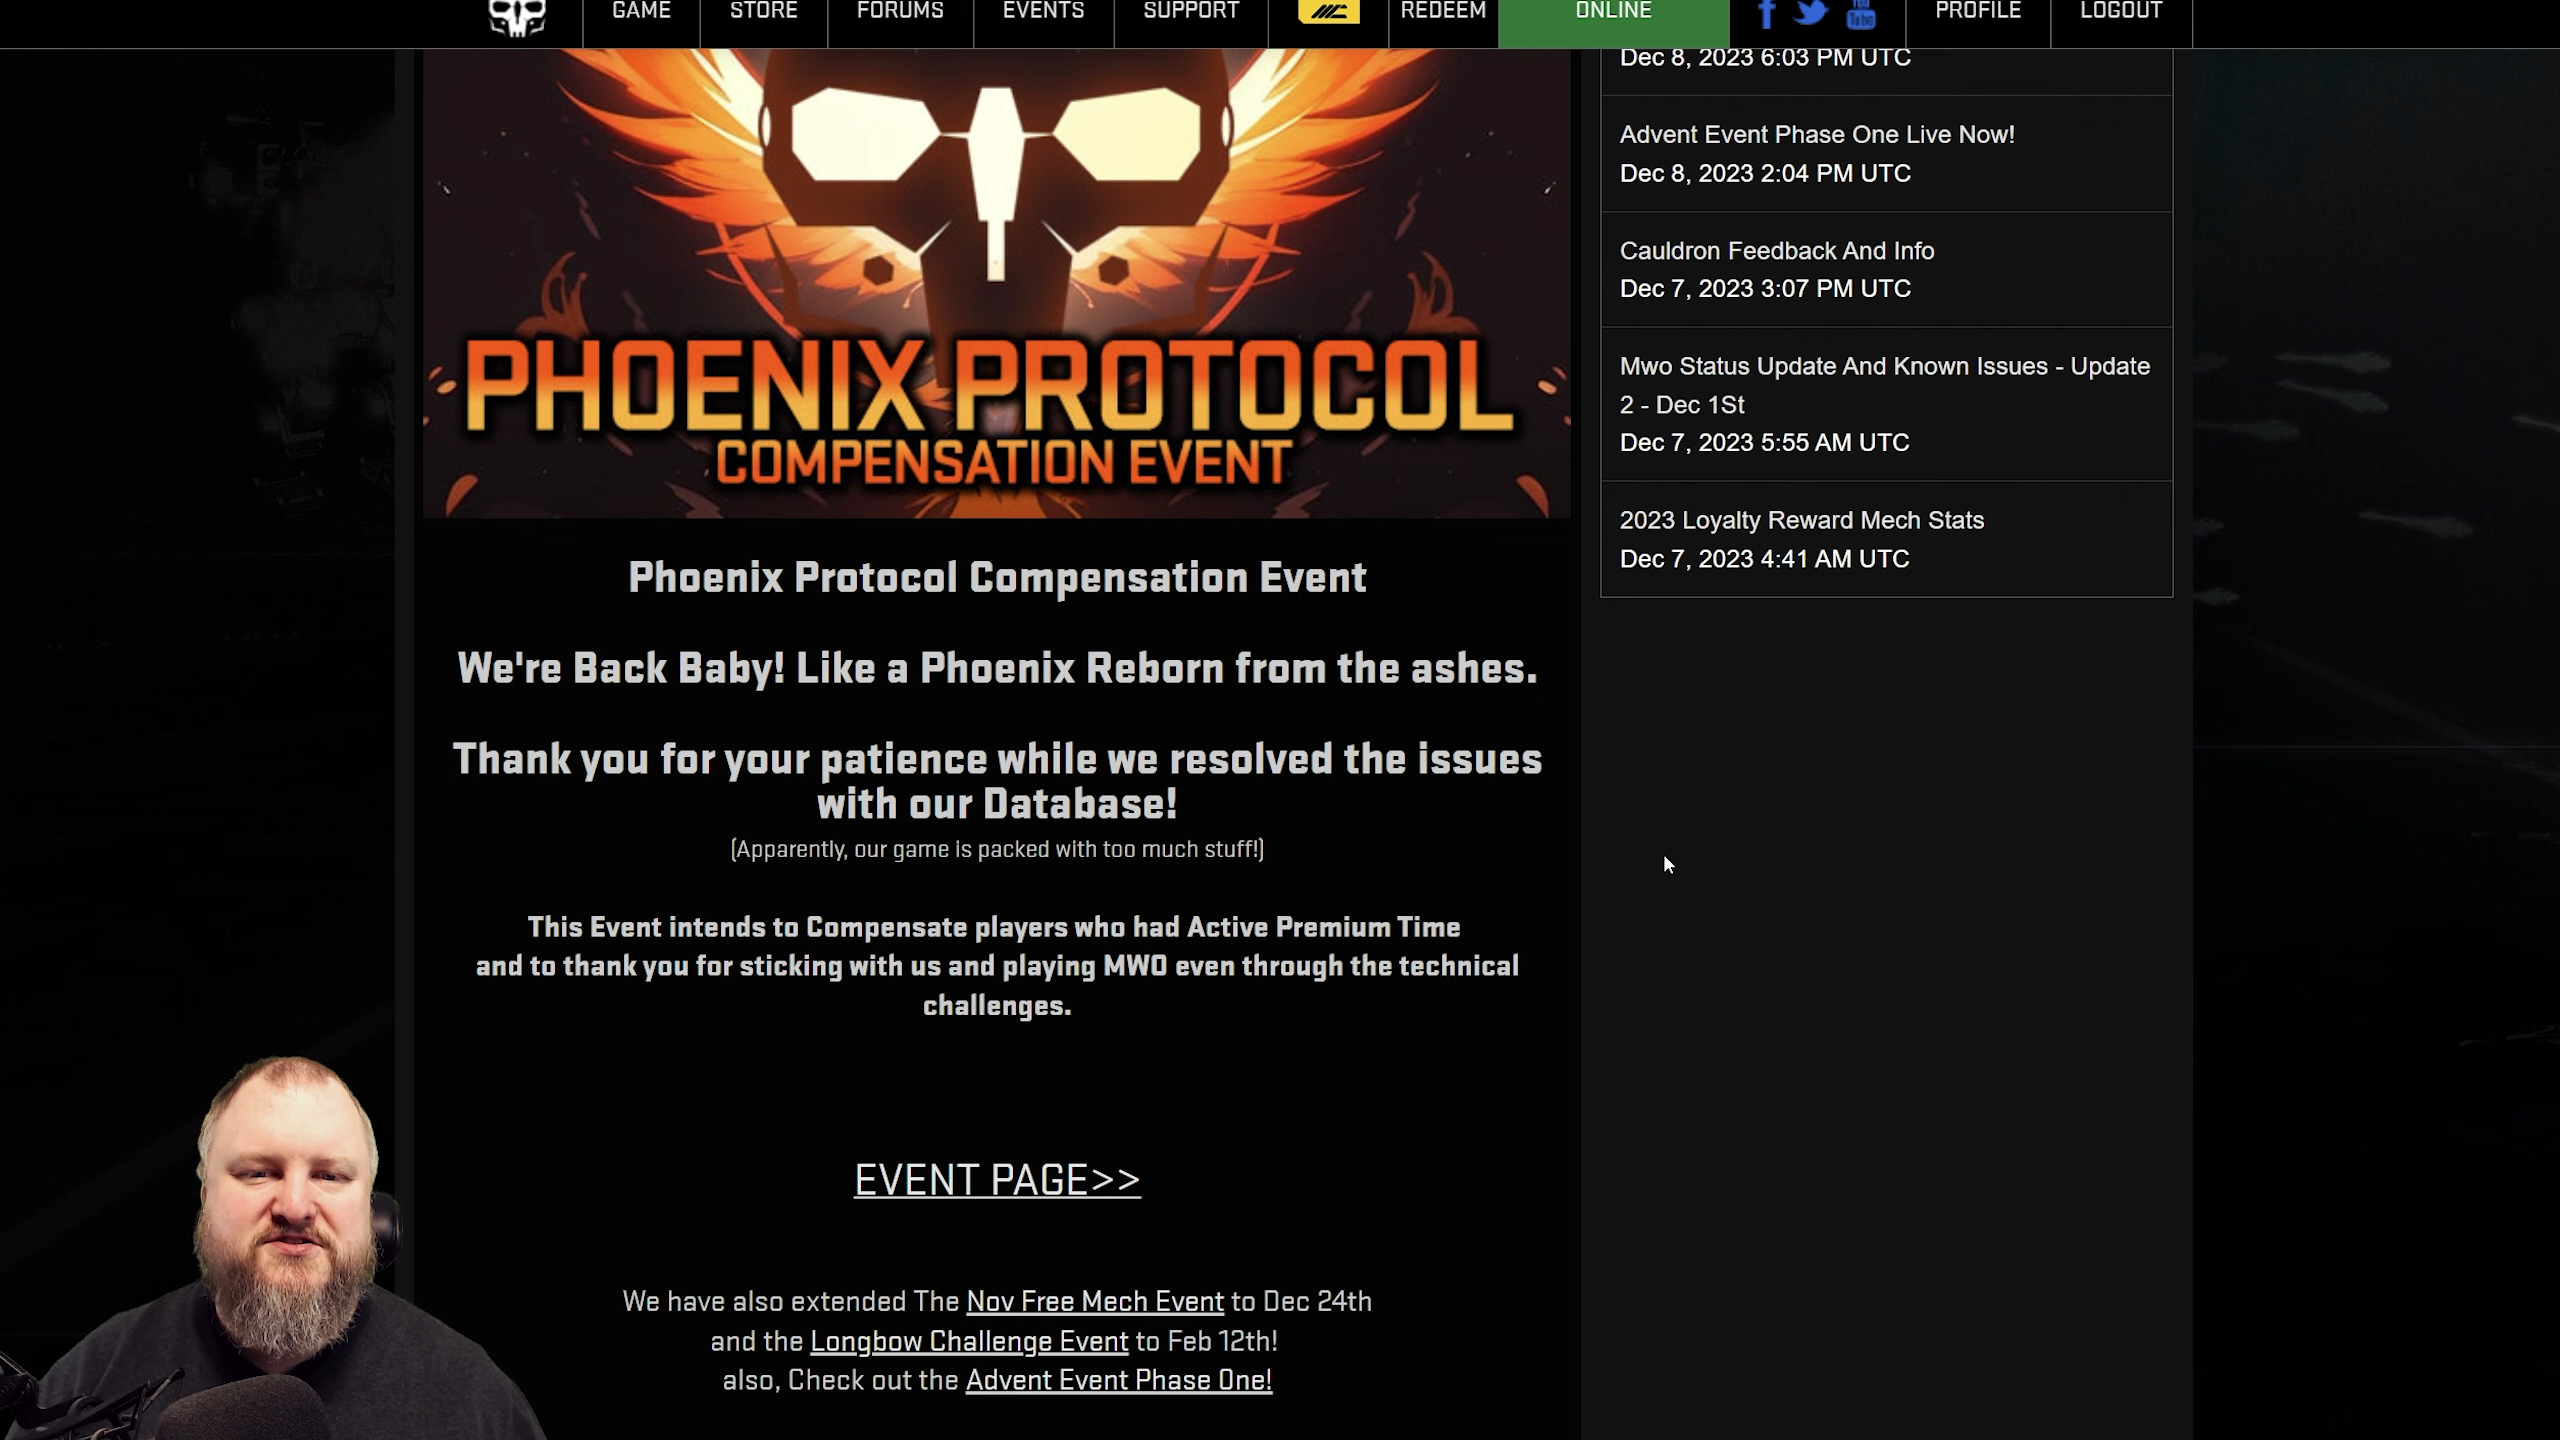 GAME
STORE
FORUMS
EVENTS
SUPPORT
MC
REDEEM
ONLINE
You
Tube
PROFILE
LOGOUT
PHOENIX PROTOCOL
COMPENSATION EVENT
Phoenix Protocol Compensation Event
We're Back Baby! Like a Phoenix Reborn from the ashes.
Thank you for your patience while we resolved the issues
with our Database!
(Apparently, our game is packed with too much stuff!)
This Event intends to Compensate players who had Active Premium Time
and to thank you for sticking with us and playing MWO even through the technical
challenges.
EVENT PAGE>>
We have also extended The Nov Free Mech Event to Dec 24th
and the Longbow Challenge Event to Feb 12th!
also, Check out the Advent Event Phase One!
Dec 8, 2023 6:03 PM UTC
Advent Event Phase One Live Now!
Dec 8, 2023 2:04 PM UTC
Cauldron Feedback And Info
Dec 7, 2023 3:07 PM UTC
Mwo Status Update And Known Issues - Update
2 - Dec 1St
Dec 7, 2023 5:55 AM UTC
2023 Loyalty Reward Mech Stats
Dec 7, 2023 4:41 AM UTC